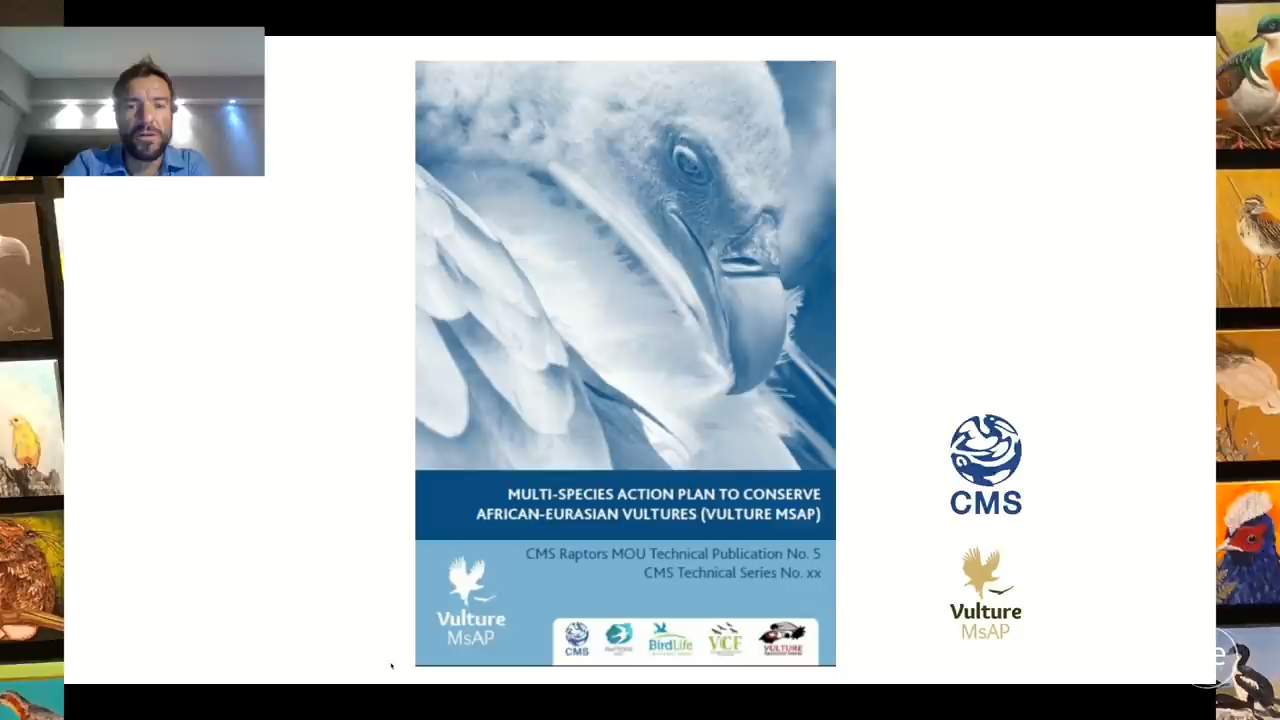 MULTI-SPECIES ACTION PLAN TO CONSERVE
AFRICAN-EURASIAN VULTURES (VULTURE MSAP)
CMS Raptors MOU Technical Publication No. 5
CMS Technical Series No. xx
Vulture
MsAP
CMS
BirdLife
VCF
VULTURE
CMS
Vulture
MsAP